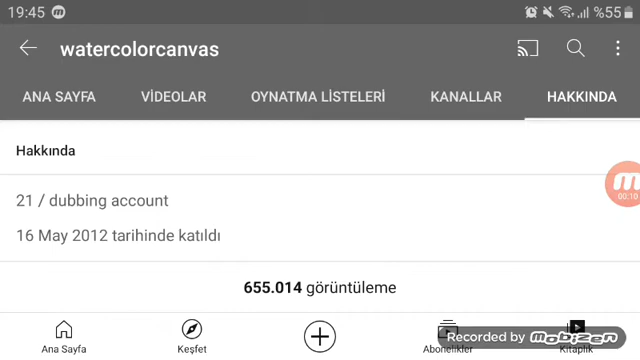 19:45 %55
watercolorcanvas
ANA SAYFA VİDEOLAR OYNATMA LİSTELERİ KANALLAR HAKKINDA
Hakkında
21 / dubbing account
16 May 2012 tarihinde katıldı
00:10
655.014 görüntüleme
Recorded by Mobizen
Ana Sayfa Keşfet Abonelikler Kitaplık